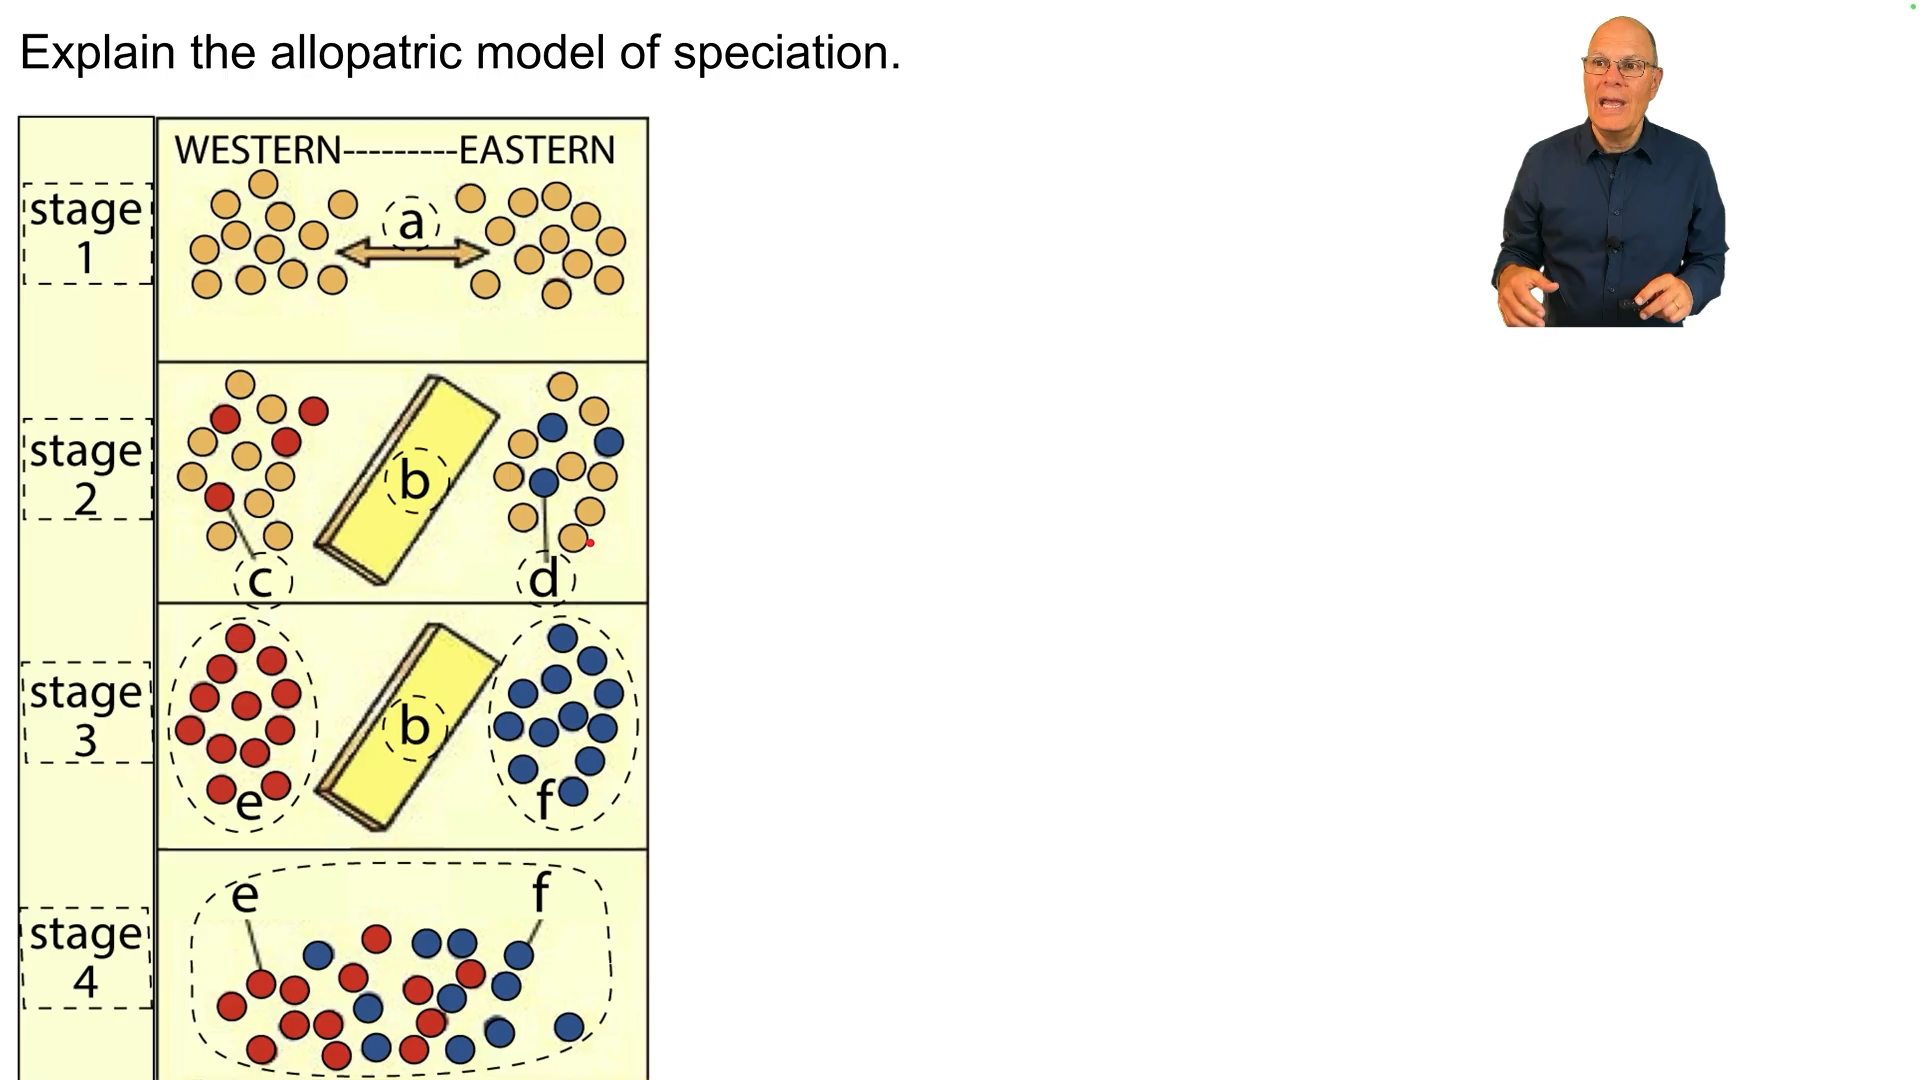 Explain the allopatric model of speciation.
WESTERN---------EASTERN
stage
1
a
stage
2
b
c
d
stage
3
b
e
f
stage
4
e
f